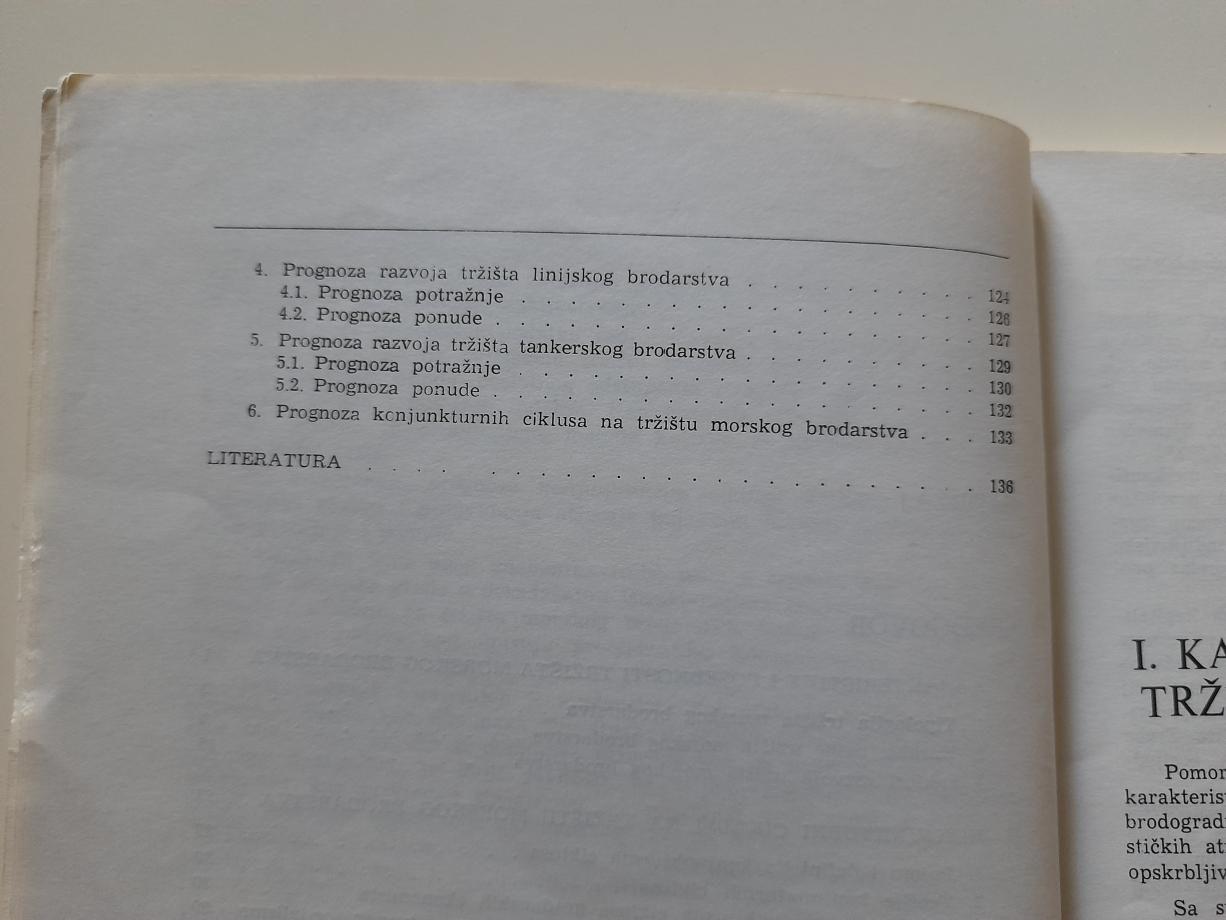 4. Prognoza razvoja tržišta linijskog brodarstva . . . . . . . . . . . 124
4.1. Prognoza potražnje . . . . . . . . . . . . . . . . . . . . . . 126
4.2. Prognoza ponude . . . . . . . . . . . . . . . . . . . . . . . 127
5. Prognoza razvoja tržišta tankerskog brodarstva . . . . . . . . . . . 129
5.1. Prognoza potražnje . . . . . . . . . . . . . . . . . . . . . . 130
5.2. Prognoza ponude . . . . . . . . . . . . . . . . . . . . . . . 132
6. Prognoza konjunkturnih ciklusa na tržištu morskog brodarstva . . . 133
LITERATURA . . . . . . . . . . . . . . . . . . . . . . . . . . . 136
I. KA
TRŽ
Pomor
karakteris
brodograd
stičkih at
opskrbljiv
Sa s